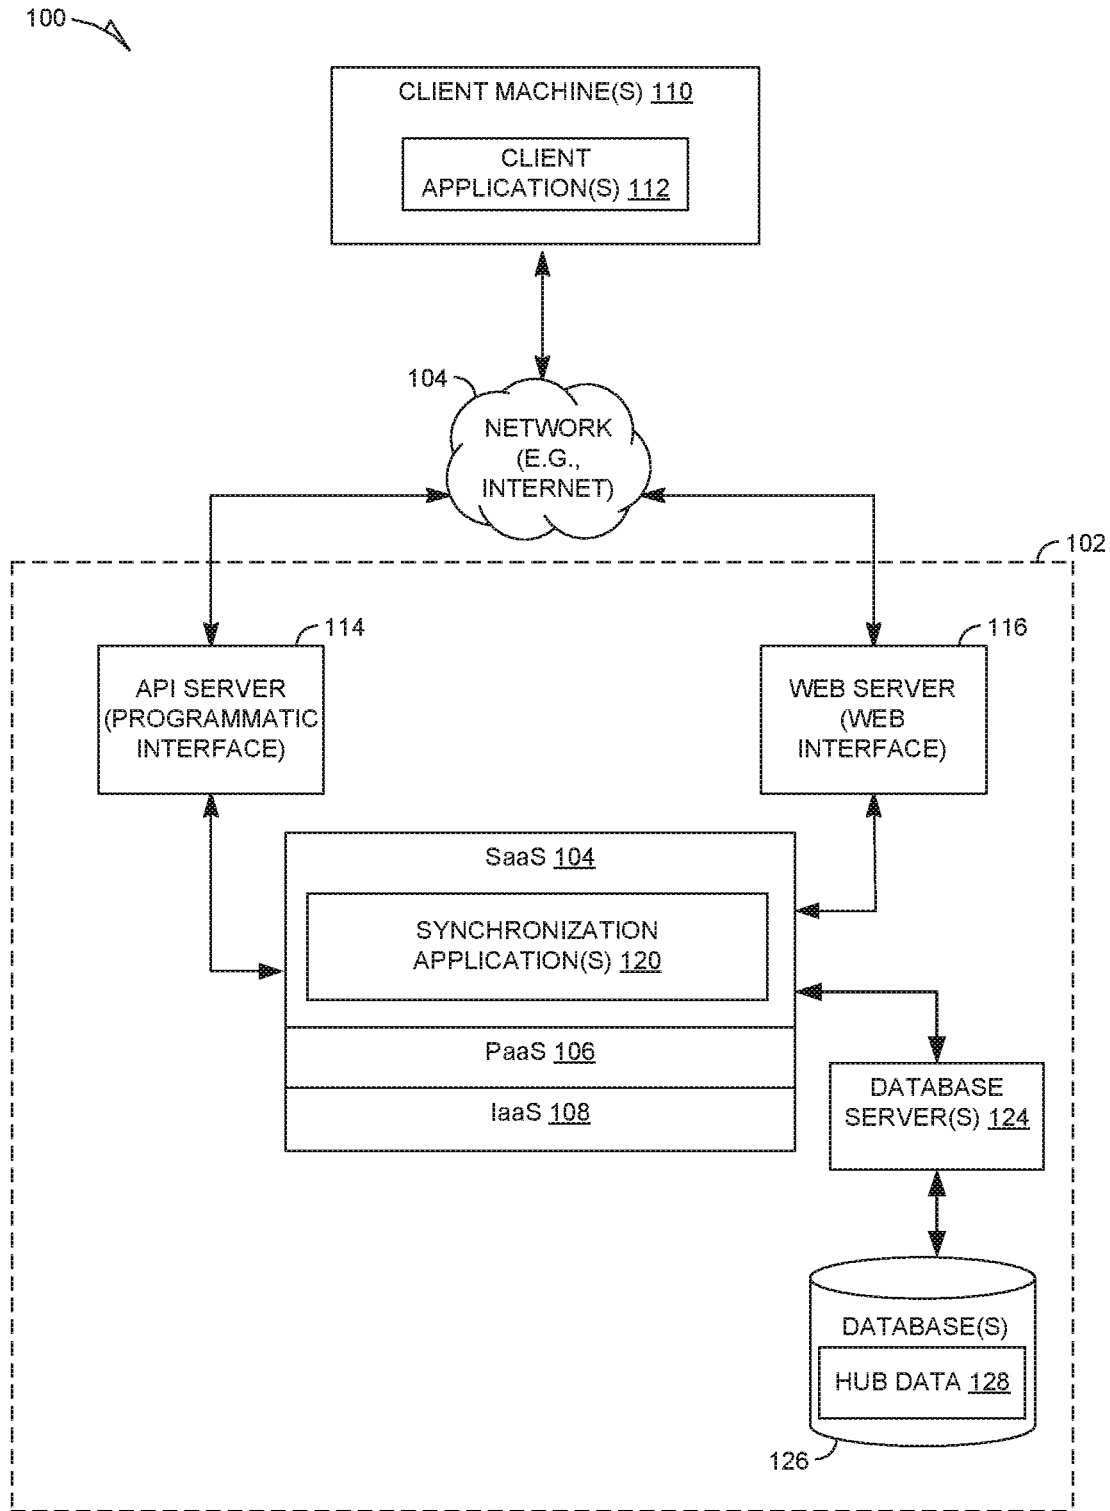 100
CLIENT MACHINE(S) 110
CLIENT
APPLICATION(S) 112
104
NETWORK
(E.G.,
INTERNET)
102
114
API SERVER
(PROGRAMMATIC
INTERFACE)
116
WEB SERVER
(WEB
INTERFACE)
SaaS 104
SYNCHRONIZATION
APPLICATION(S) 120
PaaS 106
IaaS 108
DATABASE
SERVER(S) 124
DATABASE(S)
HUB DATA 128
126